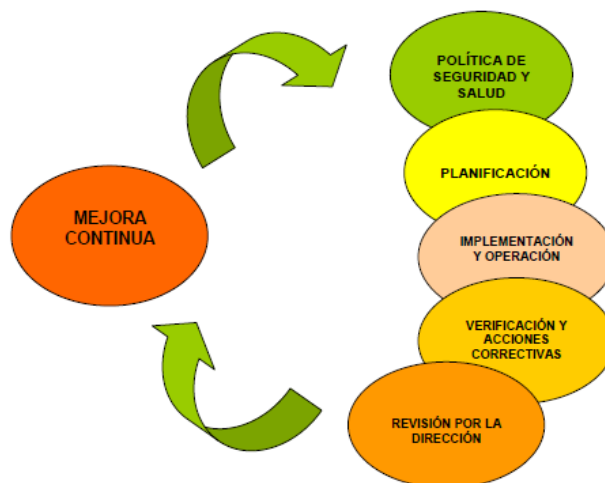 POLÍTICA DE
SEGURIDAD Y
SALUD
PLANIFICACIÓN
MEJORA
CONTINUA
IMPLEMENTACIÓN
Y OPERACIÓN
VERIFICACIÓN Y
ACCIONES
CORRECTIVAS
REVISIÓN POR LA
DIRECCIÓN